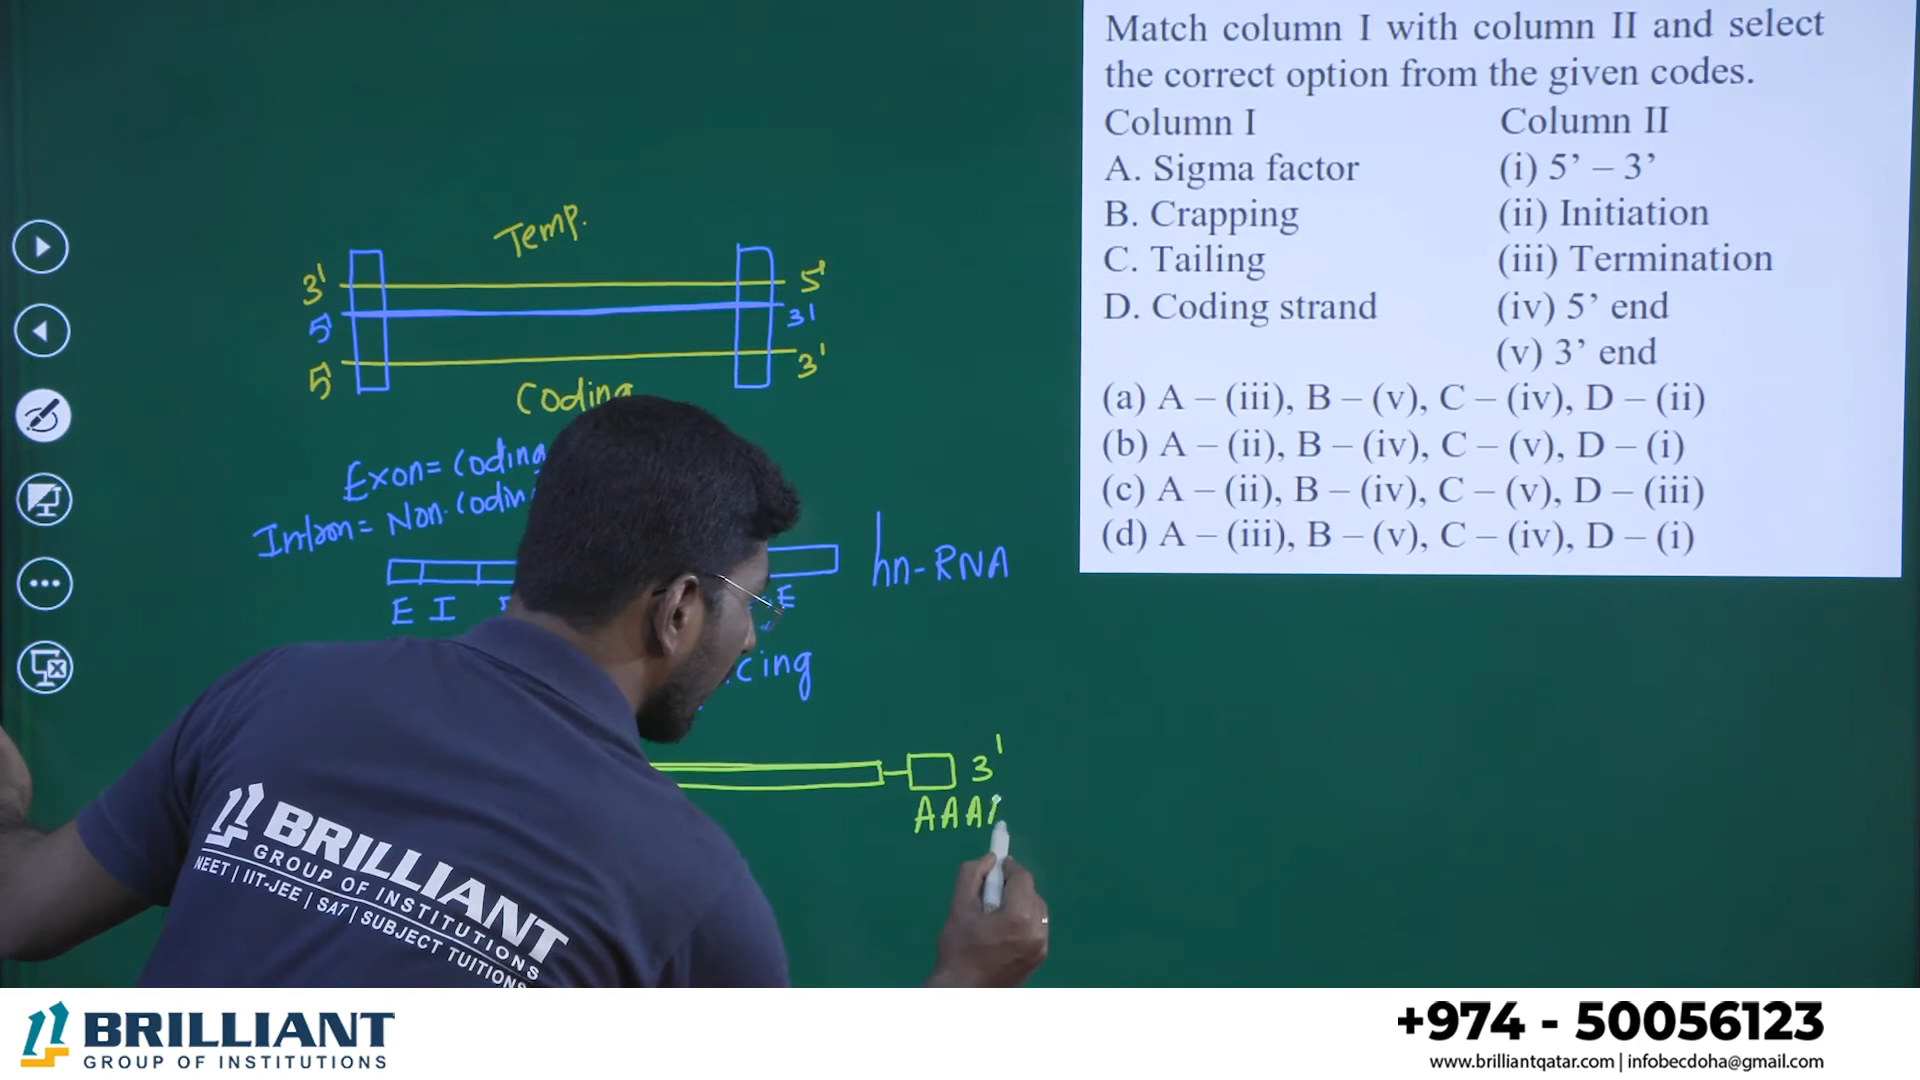 Match column I with column II and select
the correct option from the given codes.
Column I Column II
A. Sigma factor (i) 5’ – 3’
B. Crapping (ii) Initiation
C. Tailing (iii) Termination
D. Coding strand (iv) 5’ end
(v) 3’ end
(a) A – (iii), B – (v), C – (iv), D – (ii)
(b) A – (ii), B – (iv), C – (v), D – (i)
(c) A – (ii), B – (iv), C – (v), D – (iii)
(d) A – (iii), B – (v), C – (iv), D – (i)
Temp.
3' 5'
5' 3'
5' 3'
Coding
Exon = Coding
Intron = Non-Coding
hn-RNA
E I E
cing
3'
AAA
BRILLIANT
GROUP OF INSTITUTIONS
NEET | IIT-JEE | SAT | SUBJECT TUITIONS
BRILLIANT
GROUP OF INSTITUTIONS
+974 - 50056123
www.brilliantqatar.com | infobecdoha@gmail.com